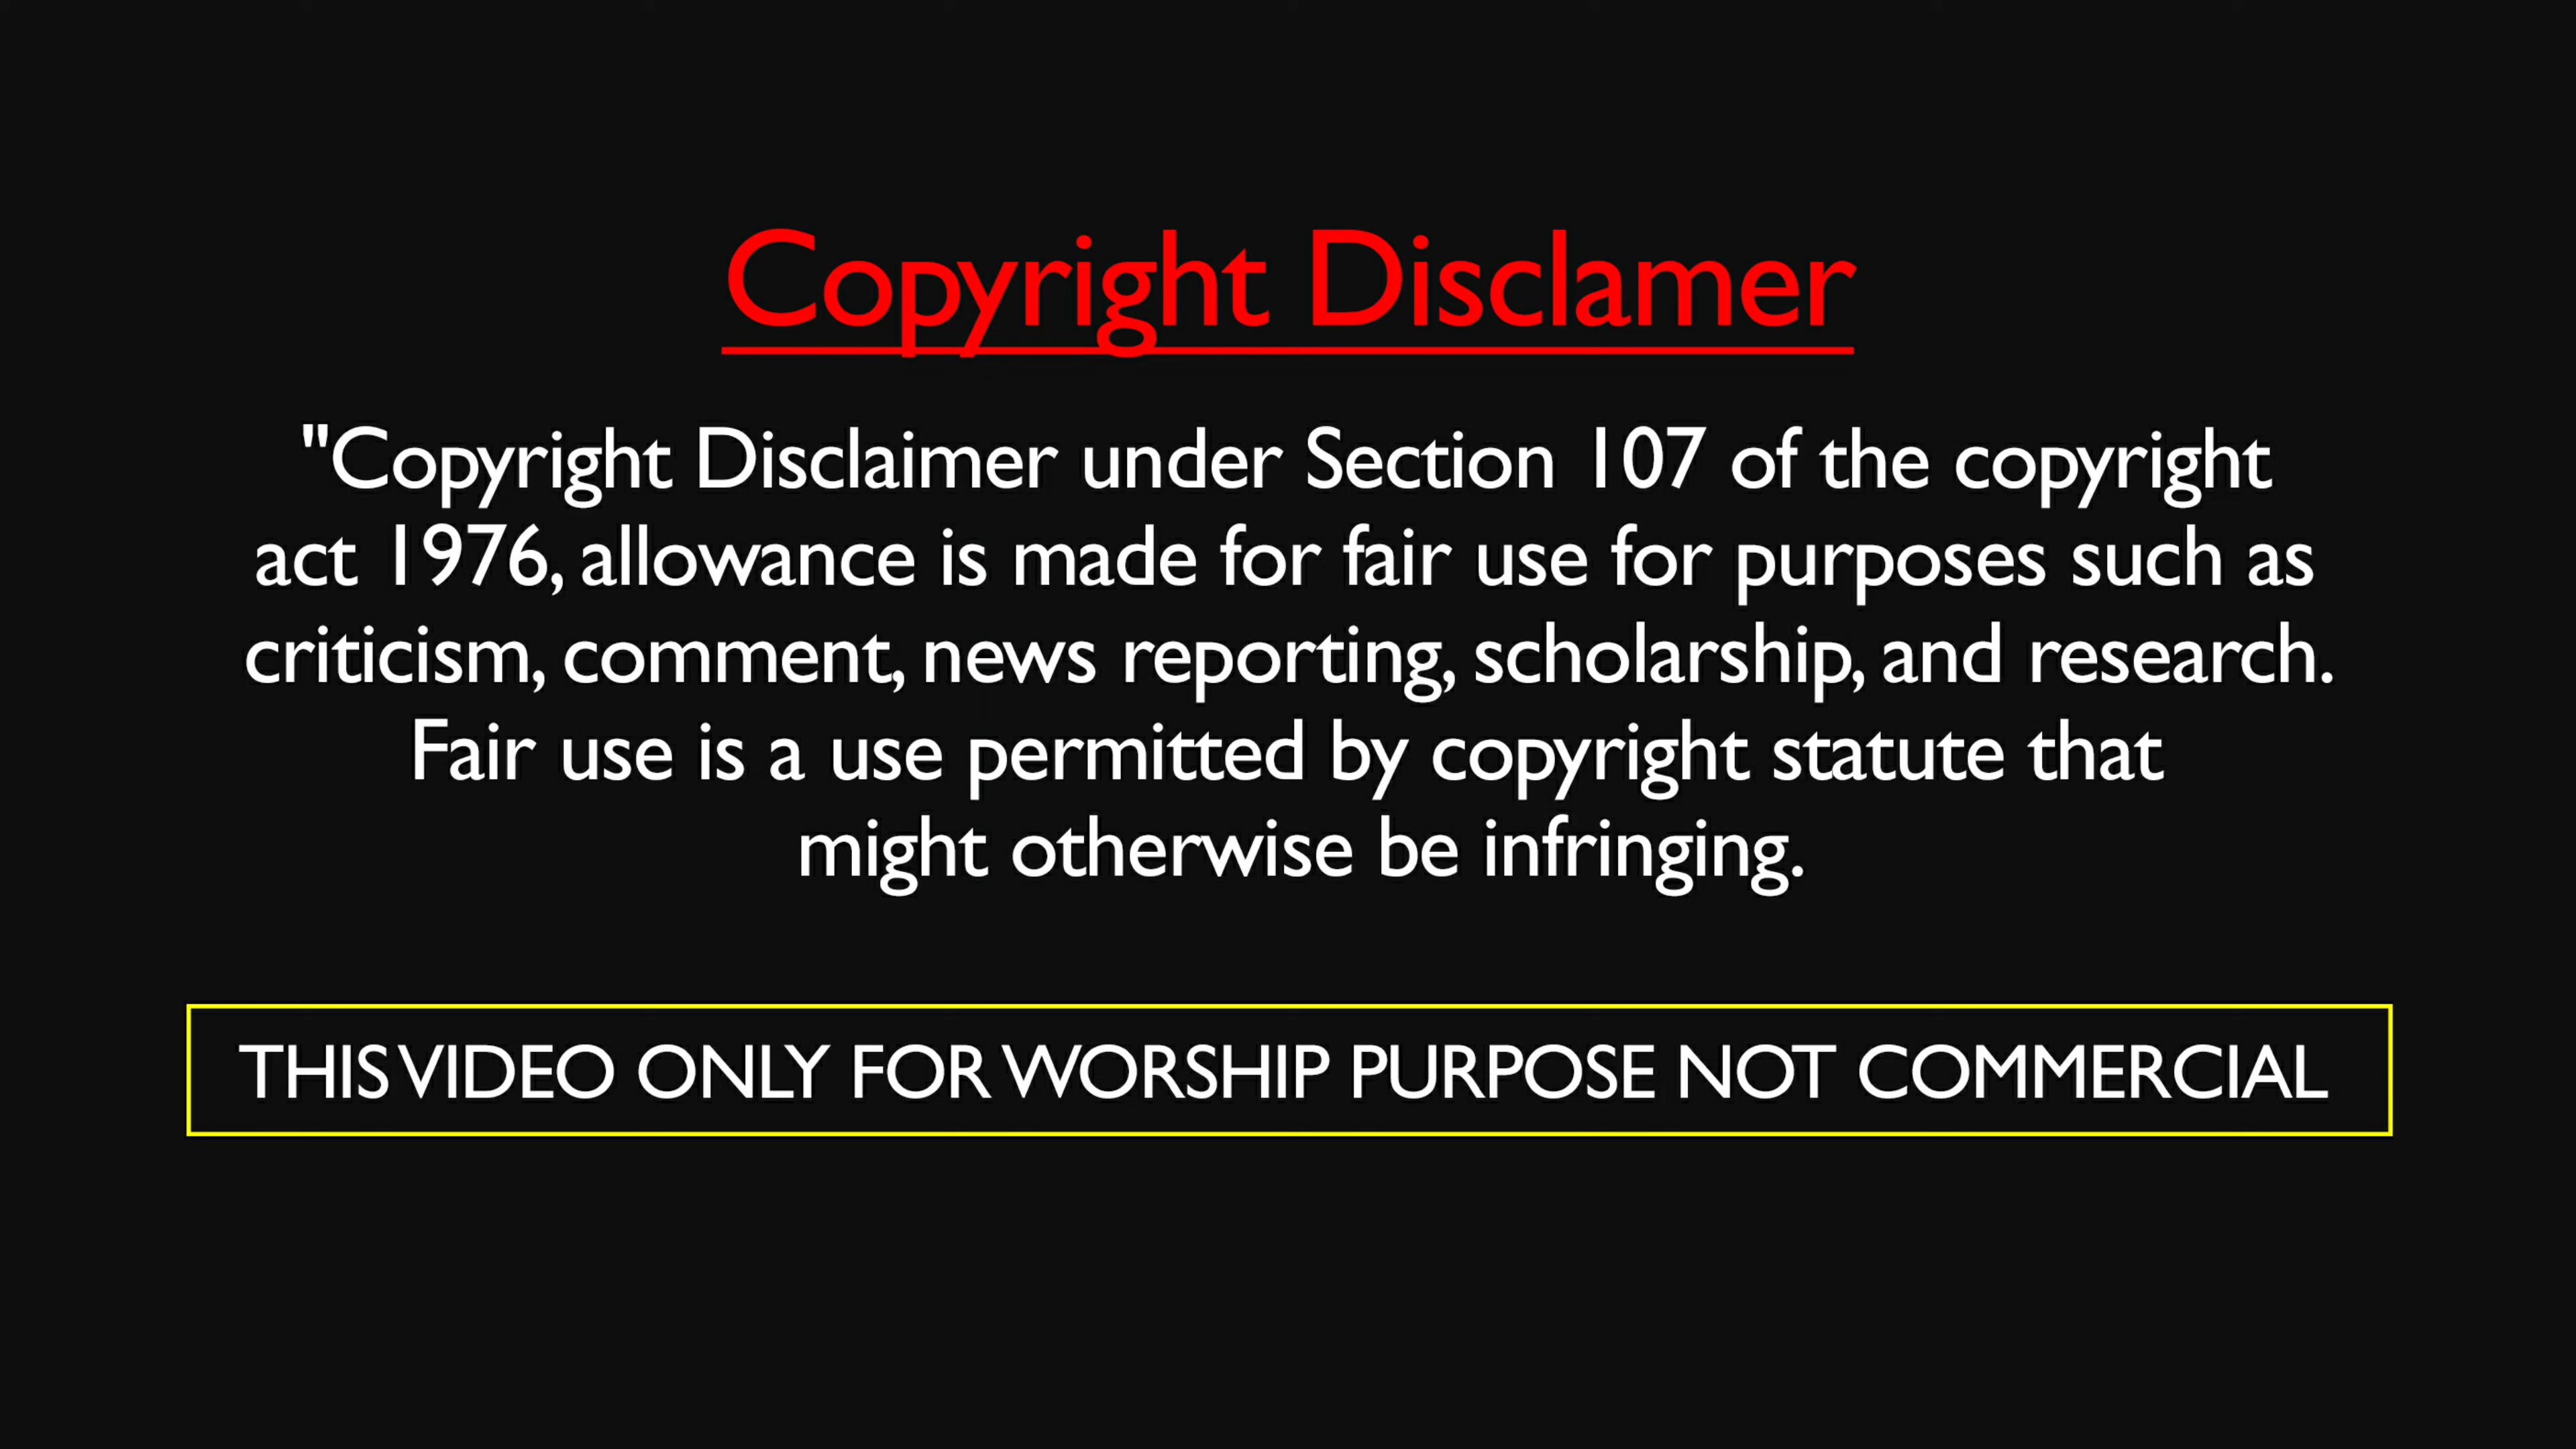 Copyright Disclamer
"Copyright Disclaimer under Section 107 of the copyright
act 1976, allowance is made for fair use for purposes such as
criticism, comment, news reporting, scholarship, and research.
Fair use is a use permitted by copyright statute that
might otherwise be infringing.
THIS VIDEO ONLY FOR WORSHIP PURPOSE NOT COMMERCIAL